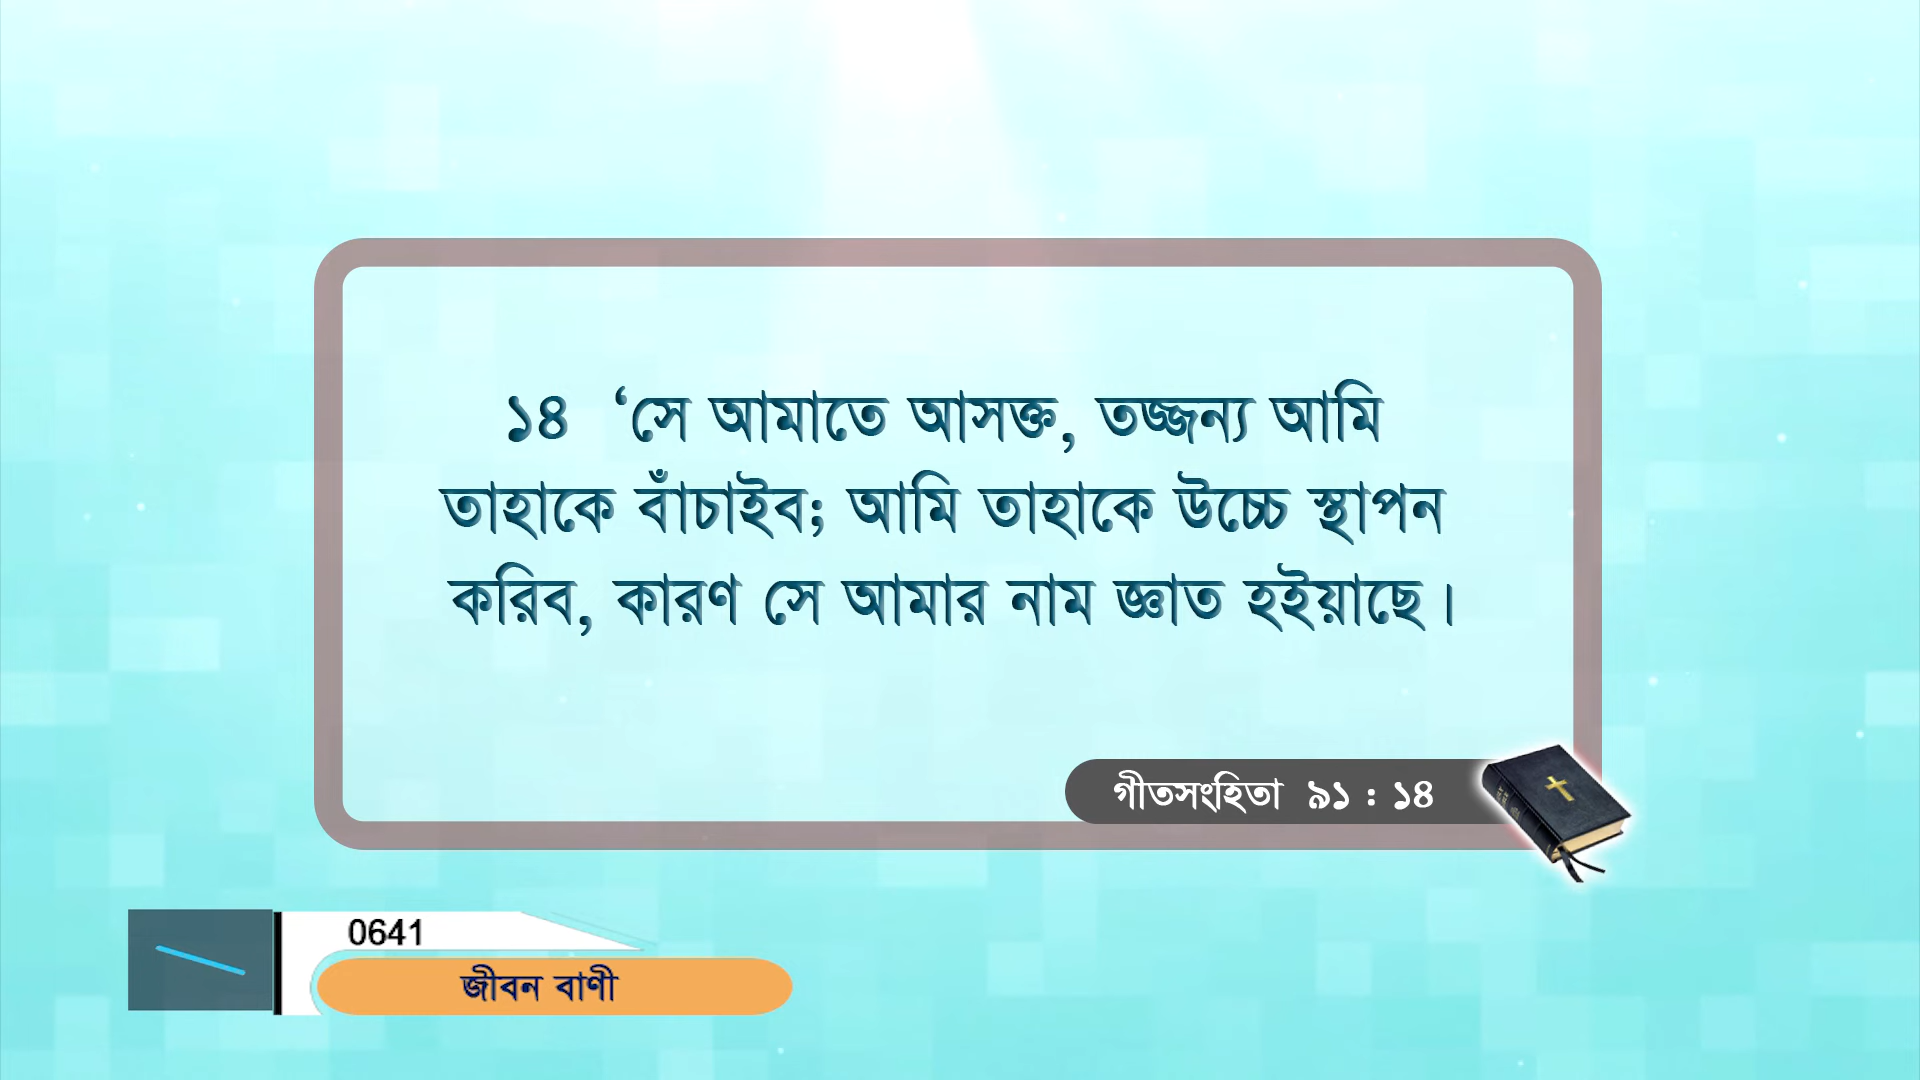 ১৪ ‘সে আমাতে আসক্ত, তজ্জন্য আমি
তাহাকে বাঁচাইব; আমি তাহাকে উচ্চে স্থাপন
করিব, কারণ সে আমার নাম জ্ঞাত হইয়াছে।
গীতসংহিতা ৯১ : ১৪
0641
জীবন বাণী